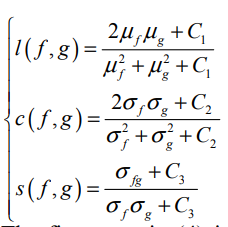 l(f,g) = (2μ_f μ_g + C_1) / (μ_f^2 + μ_g^2 + C_1)
c(f,g) = (2σ_f σ_g + C_2) / (σ_f^2 + σ_g^2 + C_2)
s(f,g) = (σ_fg + C_3) / (σ_f σ_g + C_3)